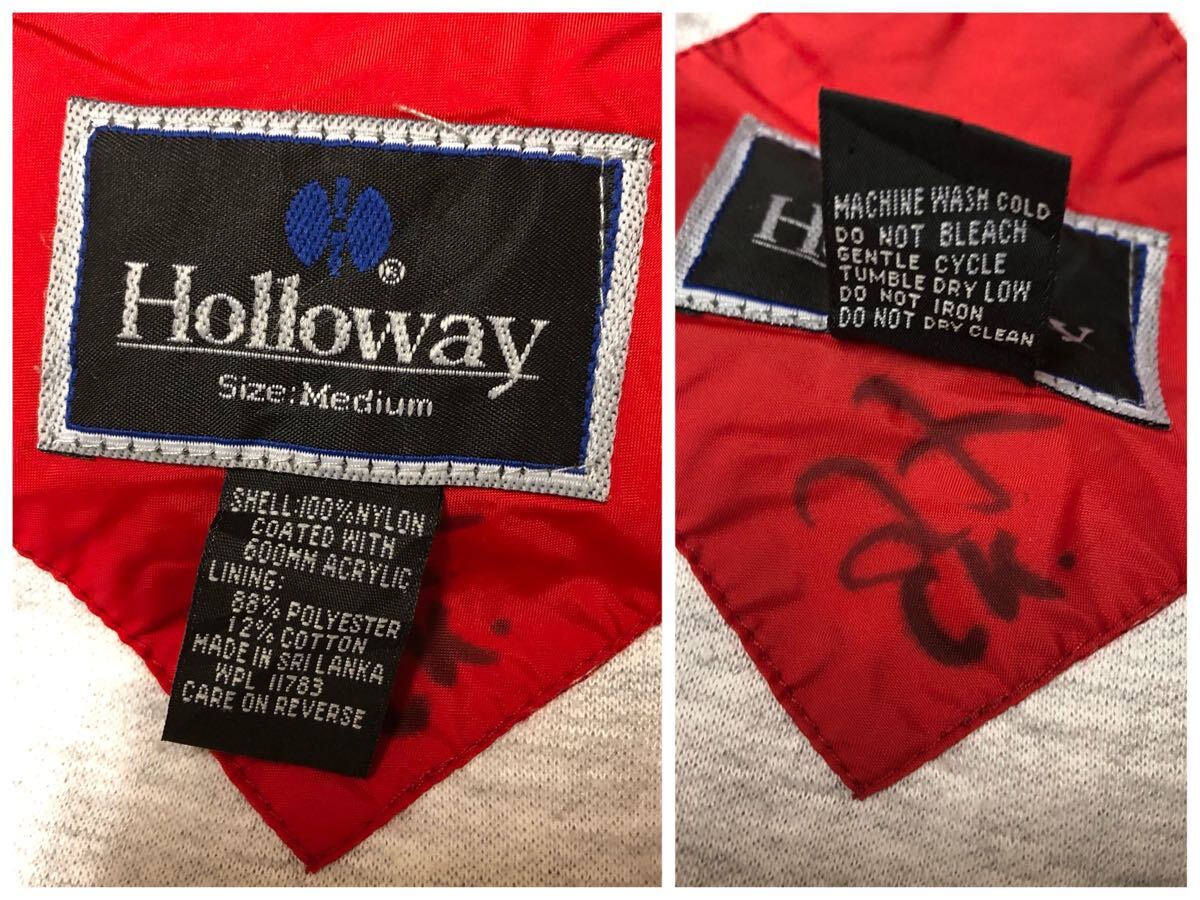 Holloway®
Size:Medium
SHELL:100% NYLON
COATED WITH
600MM ACRYLIC
LINING:
88% POLYESTER
12% COTTON
MADE IN SRI LANKA
WPL 11783
CARE ON REVERSE
MACHINE WASH COLD
DO NOT BLEACH
GENTLE CYCLE
TUMBLE DRY LOW
DO NOT IRON
DO NOT DRY CLEAN